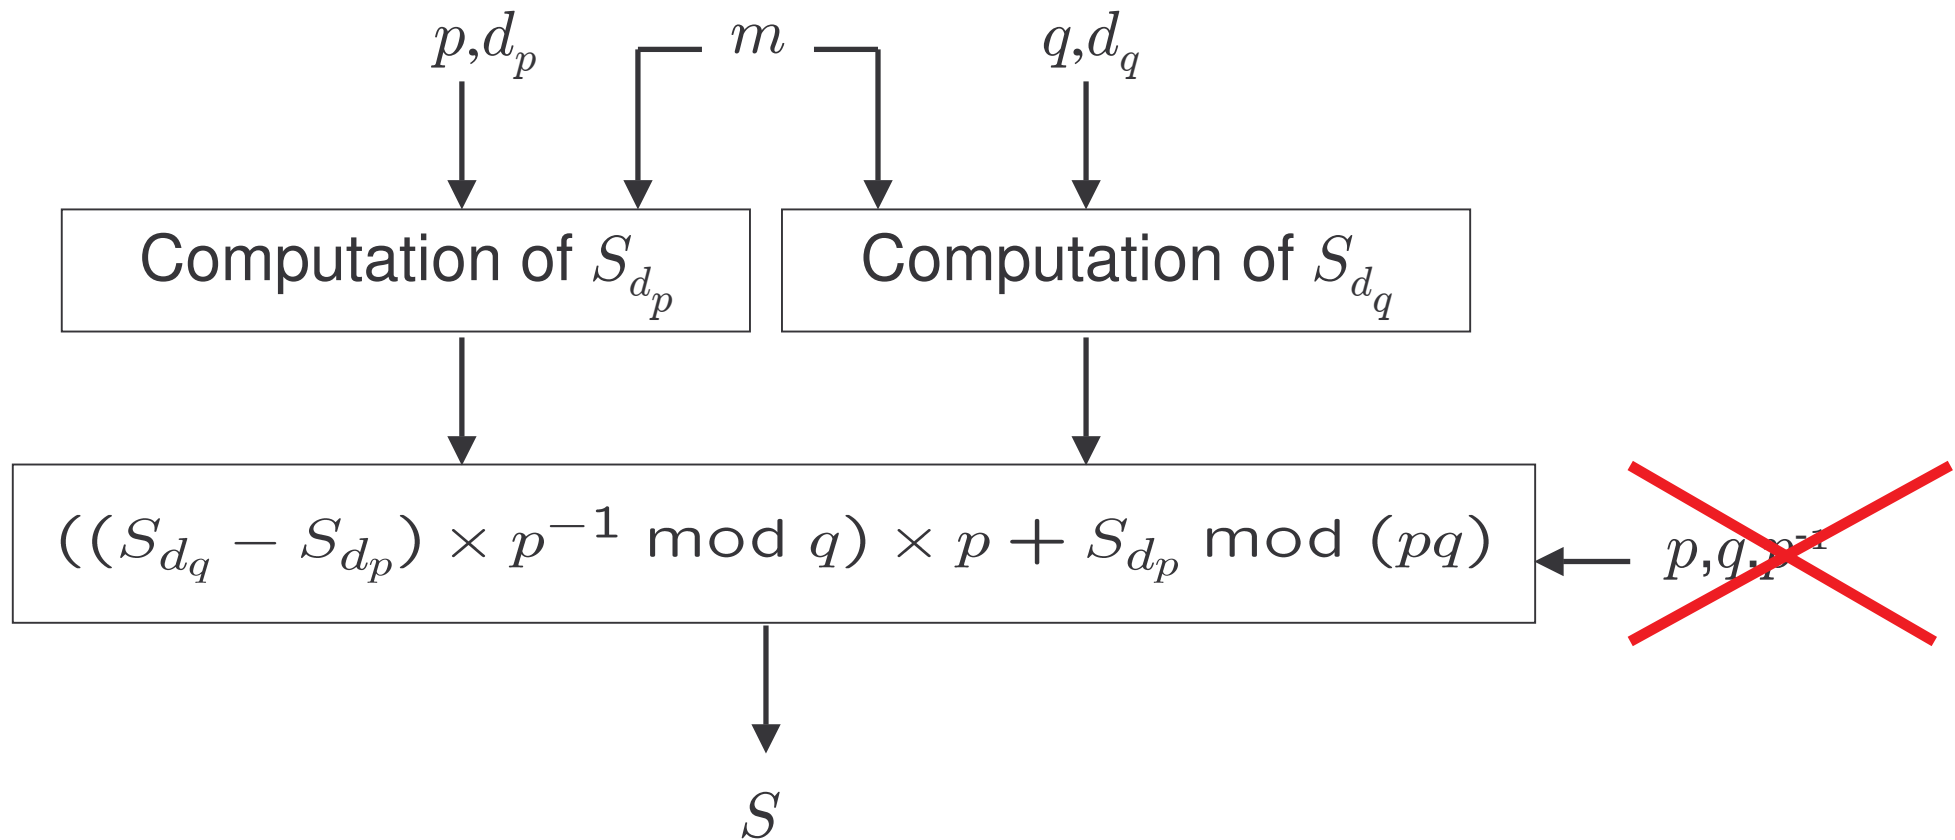 p,d_p m q,d_q
Computation of S_{d_p} Computation of S_{d_q}
((S_{d_q} − S_{d_p}) × p^{−1} mod q) × p + S_{d_p} mod (pq) p,q,p^{-1}
S